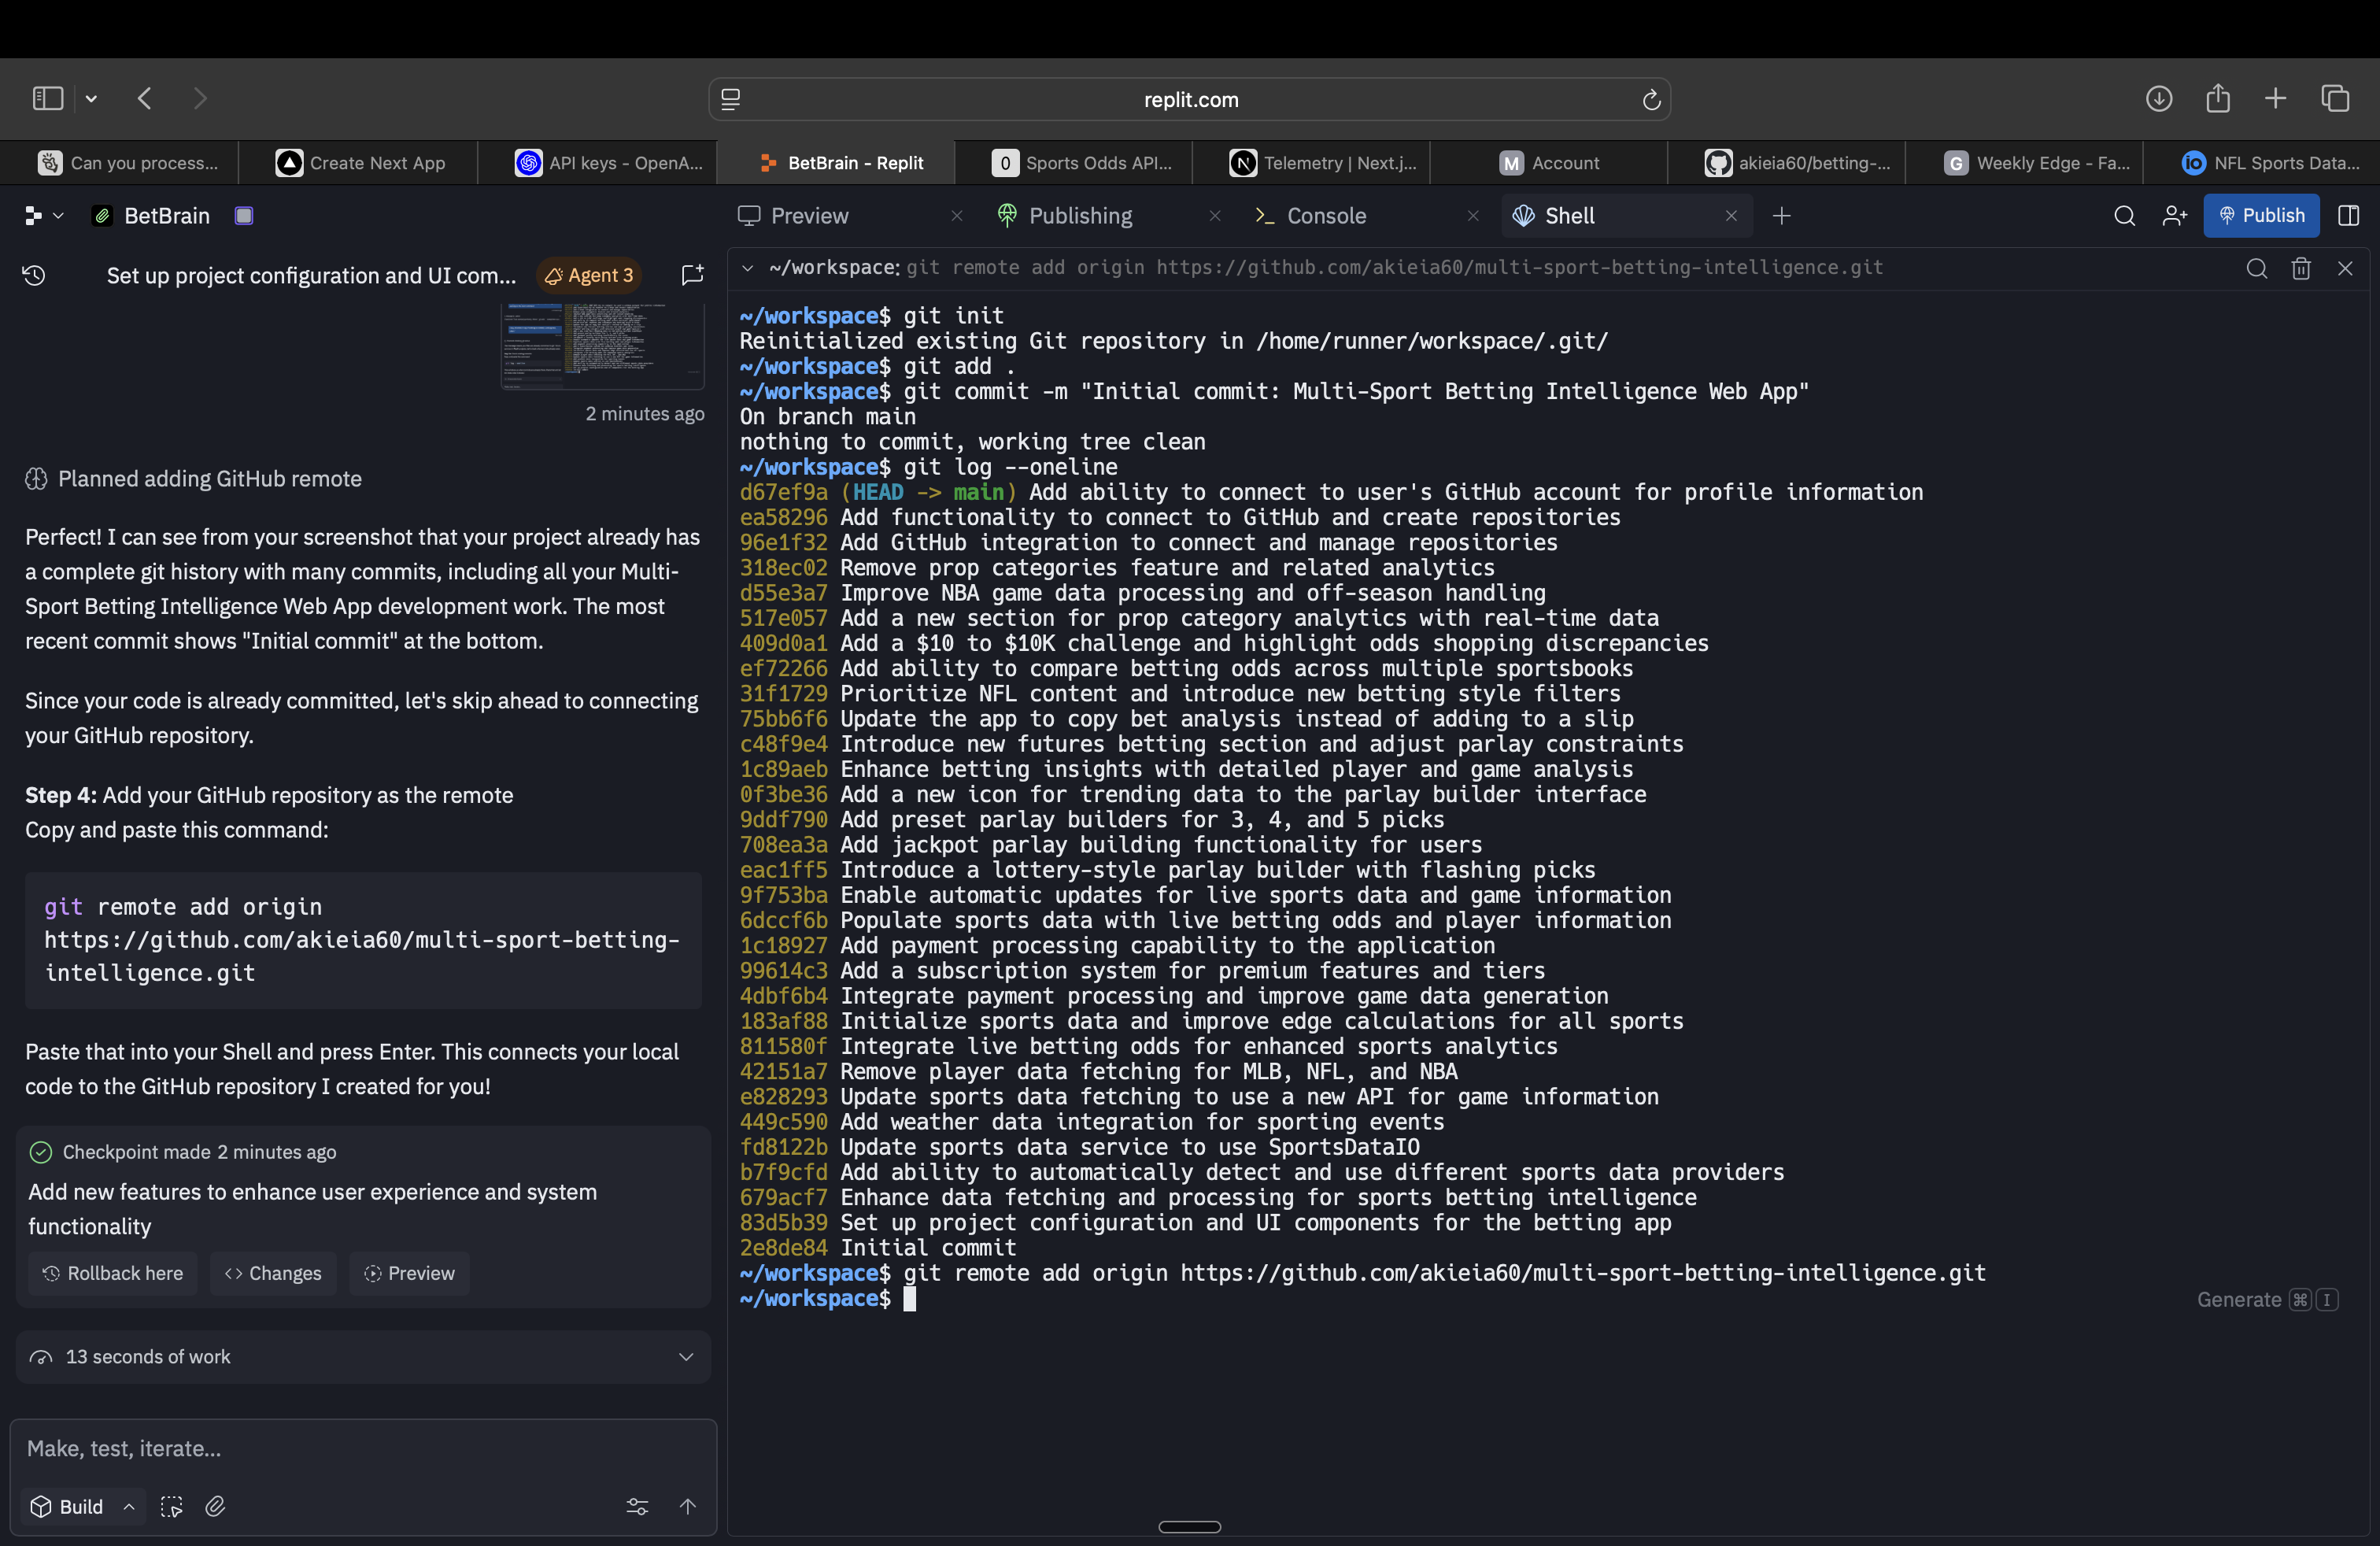 replit.com
Can you process...
Create Next App
API keys - OpenA...
BetBrain - Replit
Sports Odds API...
Telemetry | Next.j...
Account
akieia60/betting-...
Weekly Edge - Fa...
NFL Sports Data...
BetBrain
Set up project configuration and UI com...
Agent 3
2 minutes ago
Planned adding GitHub remote
Perfect! I can see from your screenshot that your project already has
a complete git history with many commits, including all your Multi-
Sport Betting Intelligence Web App development work. The most
recent commit shows "Initial commit" at the bottom.
Since your code is already committed, let's skip ahead to connecting
your GitHub repository.
Step 4: Add your GitHub repository as the remote
Copy and paste this command:
git remote add origin
https://github.com/akieia60/multi-sport-betting-
intelligence.git
Paste that into your Shell and press Enter. This connects your local
code to the GitHub repository I created for you!
Checkpoint made 2 minutes ago
Add new features to enhance user experience and system
functionality
Rollback here
Changes
Preview
13 seconds of work
Make, test, iterate...
Build
Preview
Publishing
Console
Shell
Publish
~/workspace: git remote add origin https://github.com/akieia60/multi-sport-betting-intelligence.git
~/workspace$ git init
Reinitialized existing Git repository in /home/runner/workspace/.git/
~/workspace$ git add .
~/workspace$ git commit -m "Initial commit: Multi-Sport Betting Intelligence Web App"
On branch main
nothing to commit, working tree clean
~/workspace$ git log --oneline
d67ef9a (HEAD -> main) Add ability to connect to user's GitHub account for profile information
ea58296 Add functionality to connect to GitHub and create repositories
96e1f32 Add GitHub integration to connect and manage repositories
318ec02 Remove prop categories feature and related analytics
d55e3a7 Improve NBA game data processing and off-season handling
517e057 Add a new section for prop category analytics with real-time data
409d0a1 Add a $10 to $10K challenge and highlight odds shopping discrepancies
ef72266 Add ability to compare betting odds across multiple sportsbooks
31f1729 Prioritize NFL content and introduce new betting style filters
75bb6f6 Update the app to copy bet analysis instead of adding to a slip
c48f9e4 Introduce new futures betting section and adjust parlay constraints
1c89aeb Enhance betting insights with detailed player and game analysis
0f3be36 Add a new icon for trending data to the parlay builder interface
9ddf790 Add preset parlay builders for 3, 4, and 5 picks
708ea3a Add jackpot parlay building functionality for users
eac1ff5 Introduce a lottery-style parlay builder with flashing picks
9f753ba Enable automatic updates for live sports data and game information
6dccf6b Populate sports data with live betting odds and player information
1c18927 Add payment processing capability to the application
99614c3 Add a subscription system for premium features and tiers
4dbf6b4 Integrate payment processing and improve game data generation
183af88 Initialize sports data and improve edge calculations for all sports
811580f Integrate live betting odds for enhanced sports analytics
42151a7 Remove player data fetching for MLB, NFL, and NBA
e828293 Update sports data fetching to use a new API for game information
449c590 Add weather data integration for sporting events
fd8122b Update sports data service to use SportsDataIO
b7f9cfd Add ability to automatically detect and use different sports data providers
679acf7 Enhance data fetching and processing for sports betting intelligence
83d5b39 Set up project configuration and UI components for the betting app
2e8de84 Initial commit
~/workspace$ git remote add origin https://github.com/akieia60/multi-sport-betting-intelligence.git
~/workspace$
Generate ⌘ I